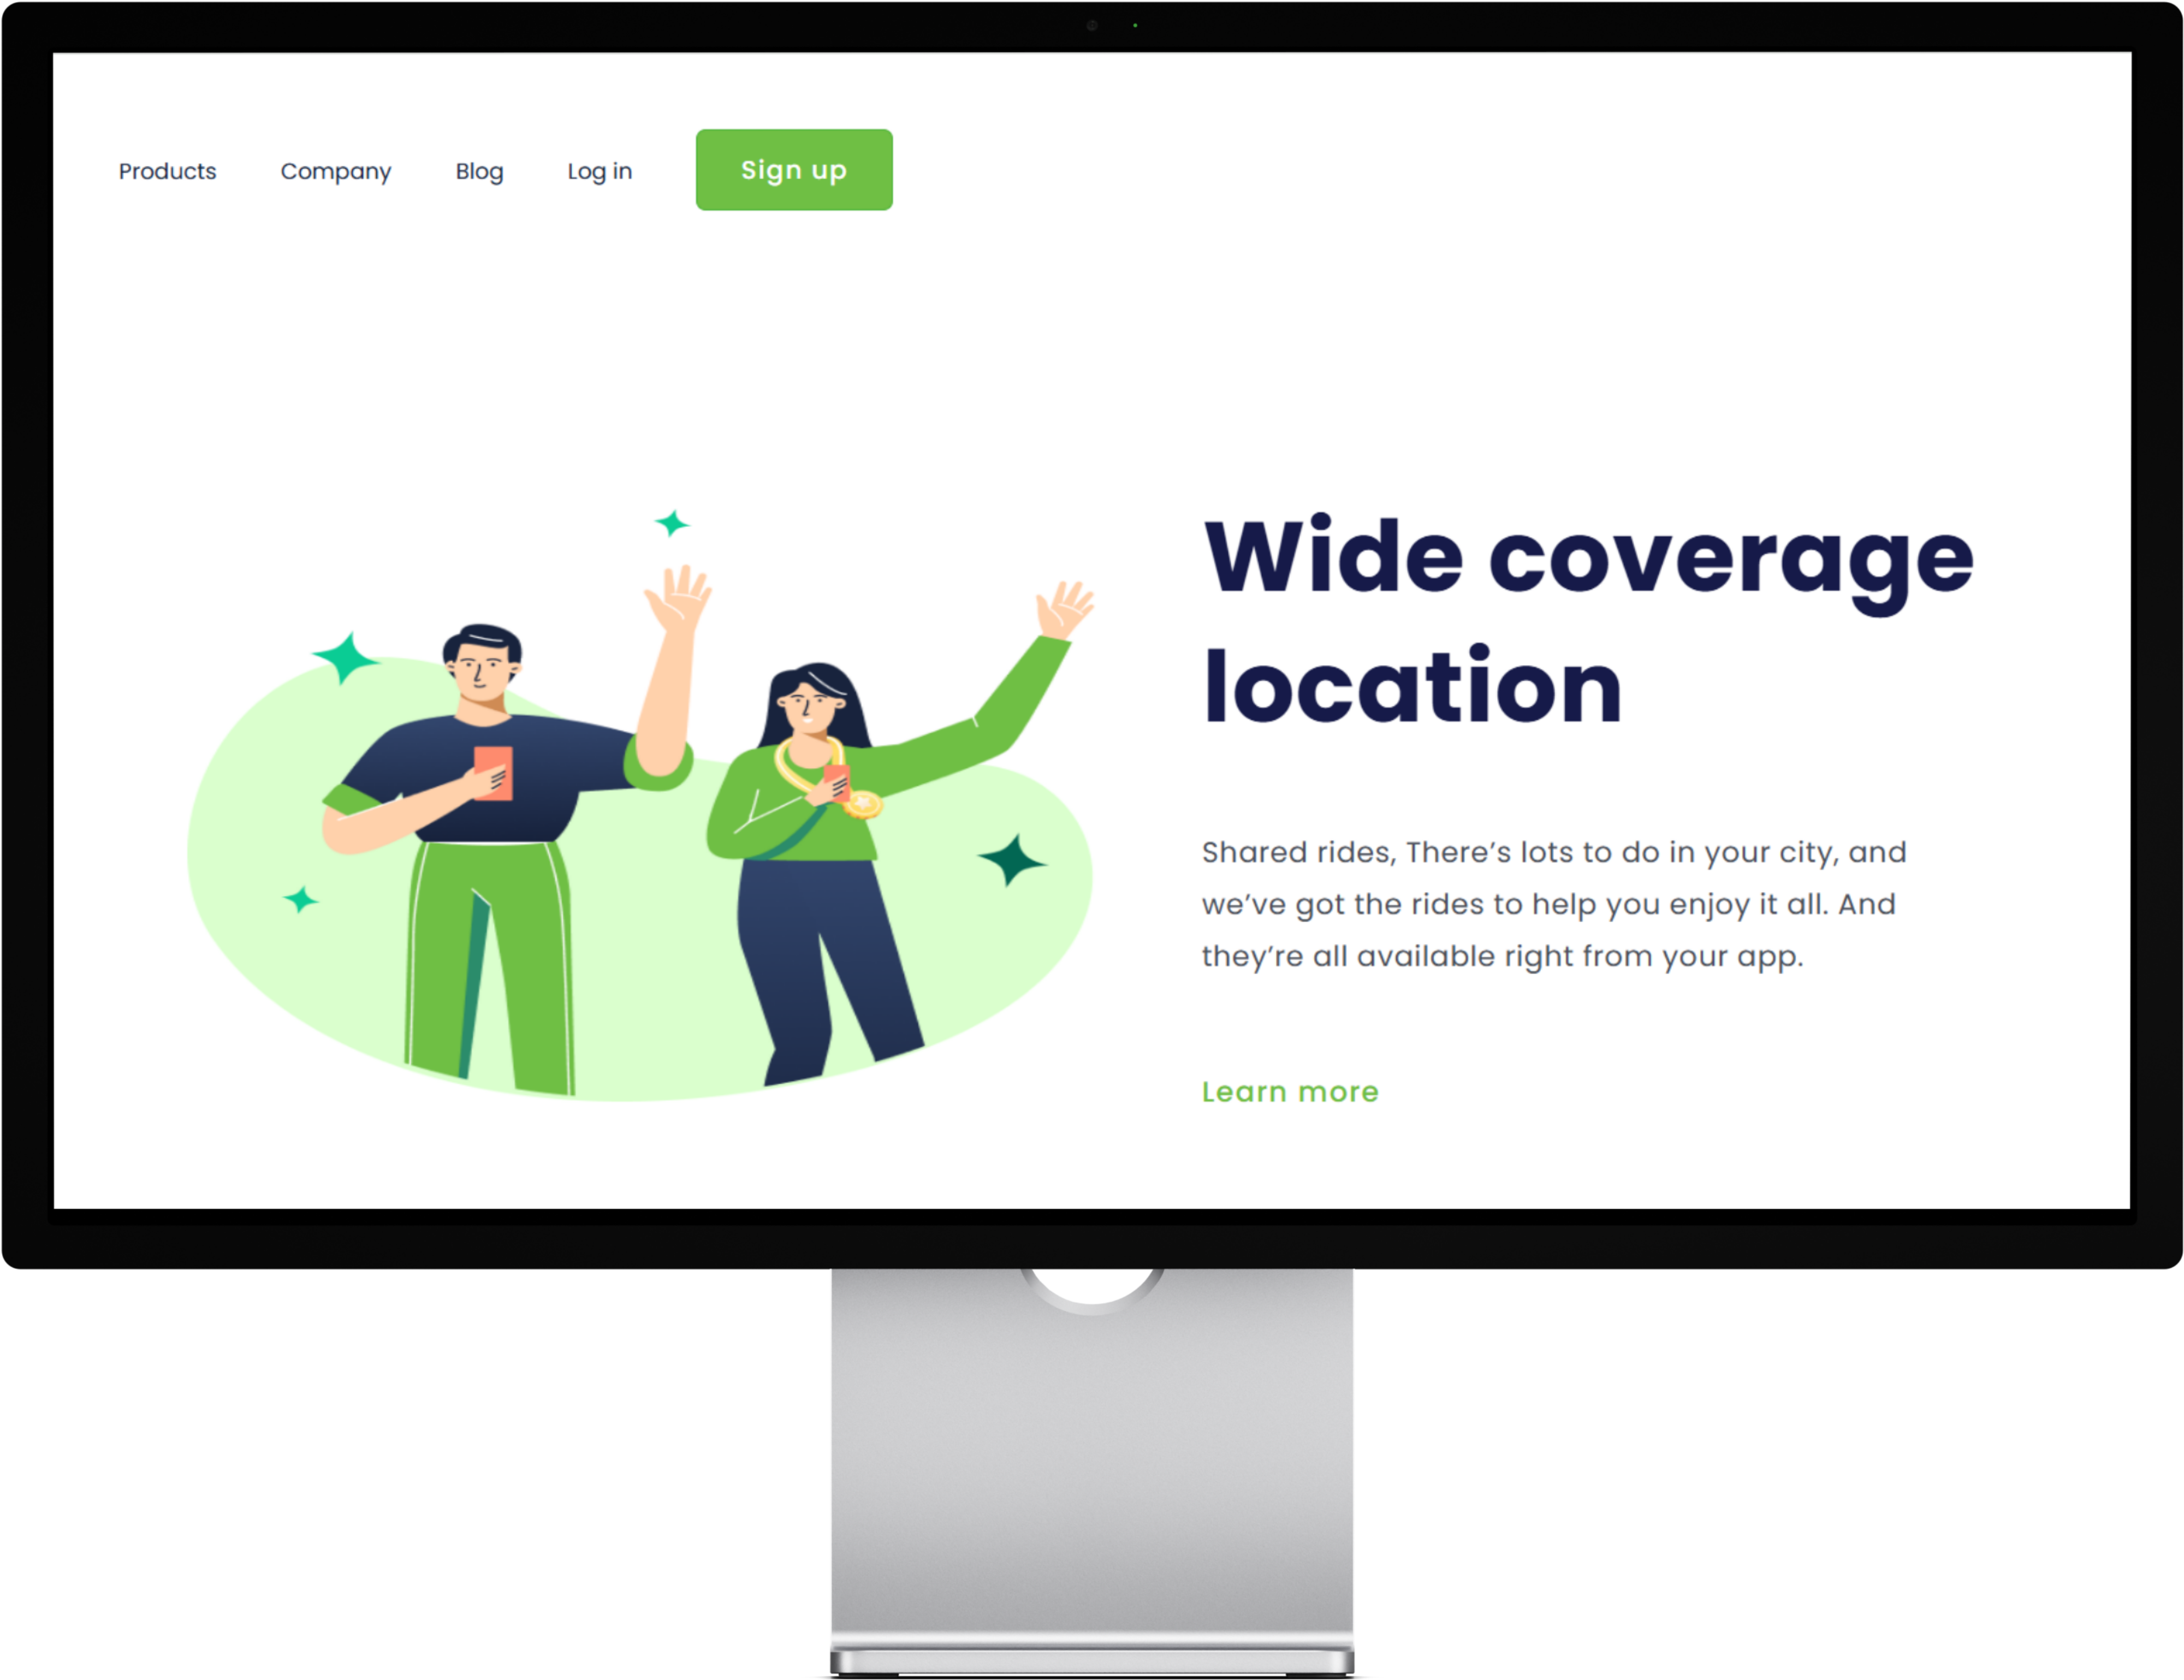 Products Company Blog Log in Sign up
Wide coverage
location
Shared rides, There’s lots to do in your city, and
we’ve got the rides to help you enjoy it all. And
they’re all available right from your app.
Learn more